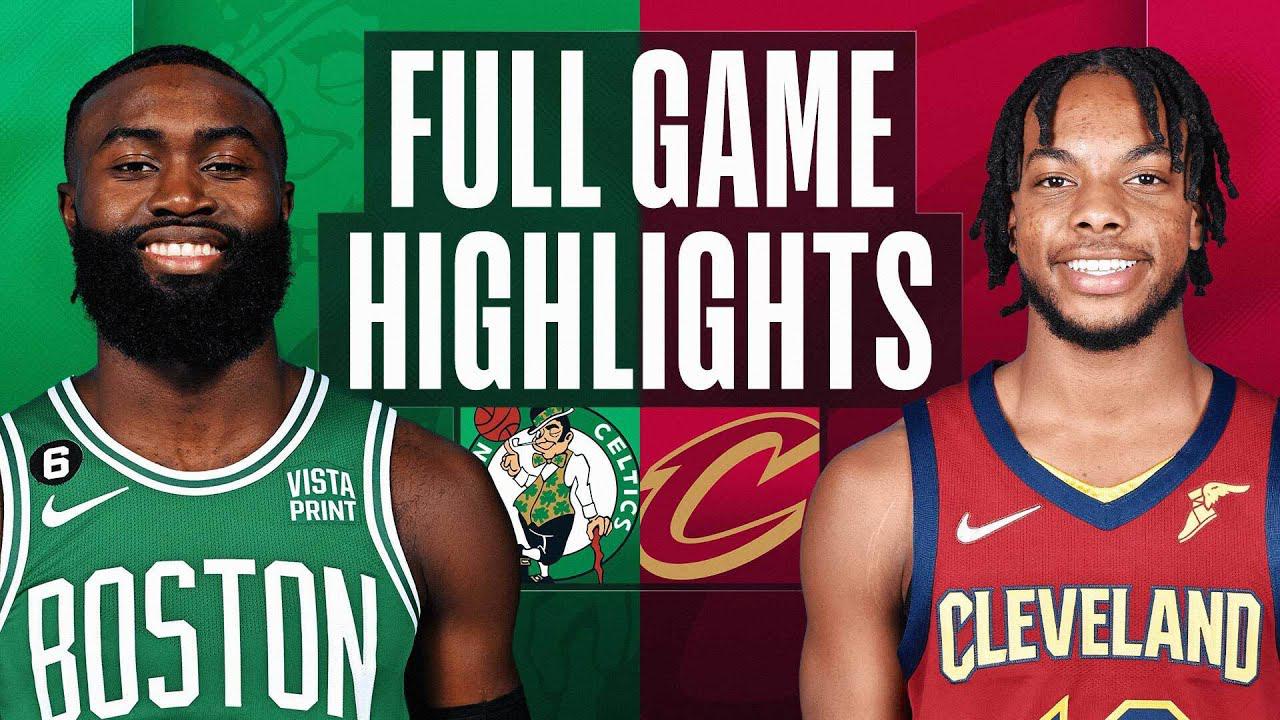 FULL GAME
HIGHLIGHTS
6
VISTA
PRINT
BOSTON
CELTICS
CLEVELAND